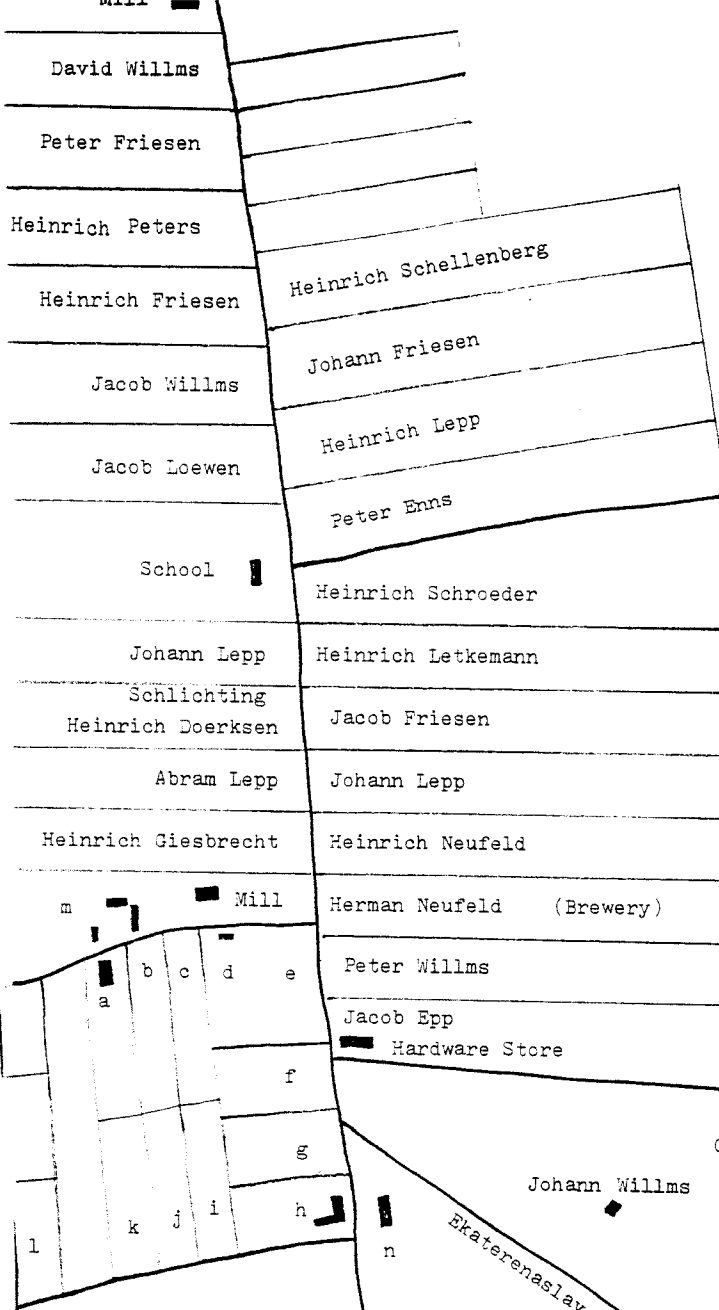 Mill
David Willms
Peter Friesen
Heinrich Peters
Heinrich Friesen
Jacob Willms
Jacob Loewen
School
Johann Lepp
Schlichting
Heinrich Doerksen
Abram Lepp
Heinrich Giesbrecht
m
Mill
Heinrich Schellenberg
Johann Friesen
Heinrich Lepp
Peter Enns
Heinrich Schroeder
Heinrich Letkemann
Jacob Friesen
Johann Lepp
Heinrich Neufeld
Herman Neufeld (Brewery)
Peter Willms
Jacob Epp
Hardware Store
a
b
c
d
e
f
g
h
i
j
k
l
n
Johann Willms
Ekaterenaslav